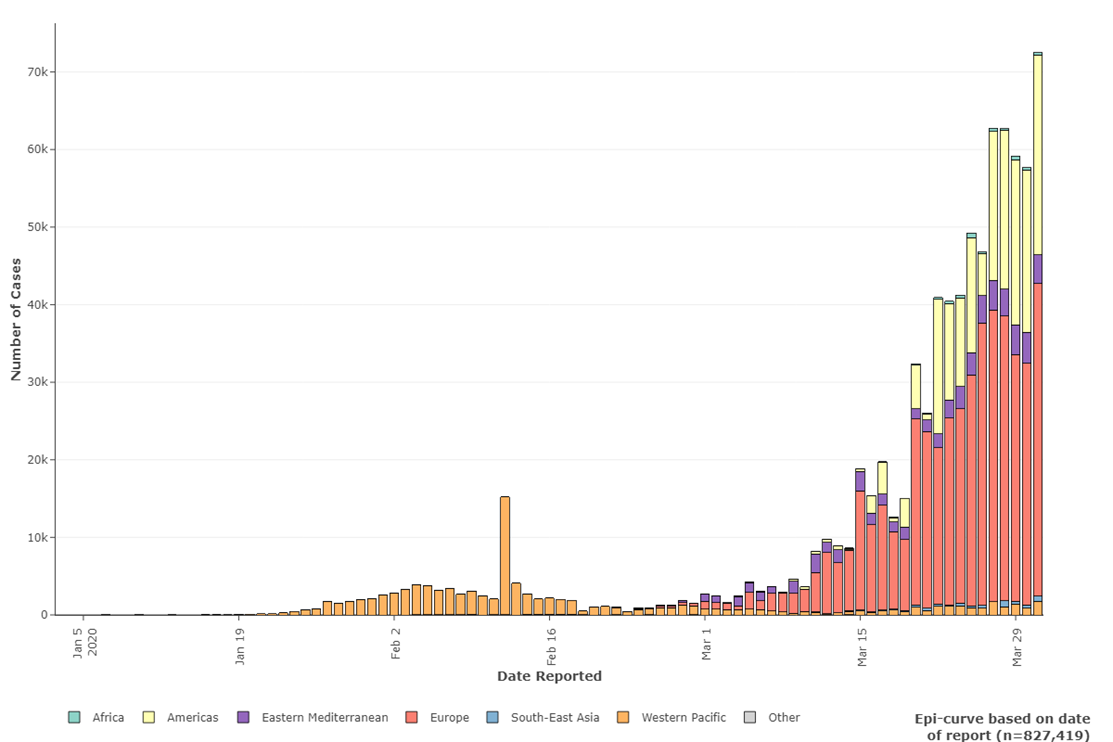 70k
60k
50k
40k
30k
20k
10k
0
Number of Cases
Jan 5
2020
Jan 19
Feb 2
Feb 16
Mar 1
Mar 15
Mar 29
Date Reported
Africa Americas Eastern Mediterranean Europe South-East Asia Western Pacific Other
Epi-curve based on date
of report (n=827,419)